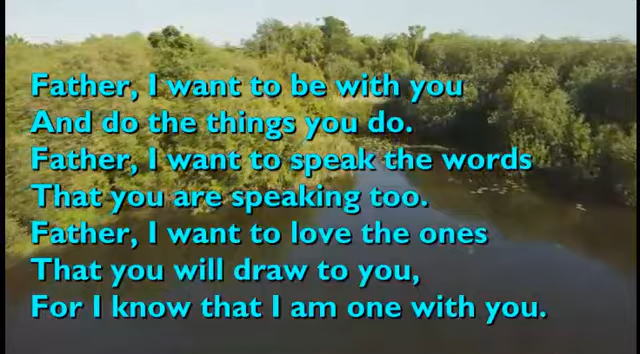 Father, I want to be with you
And do the things you do.
Father, I want to speak the words
That you are speaking too.
Father, I want to love the ones
That you will draw to you,
For I know that I am one with you.